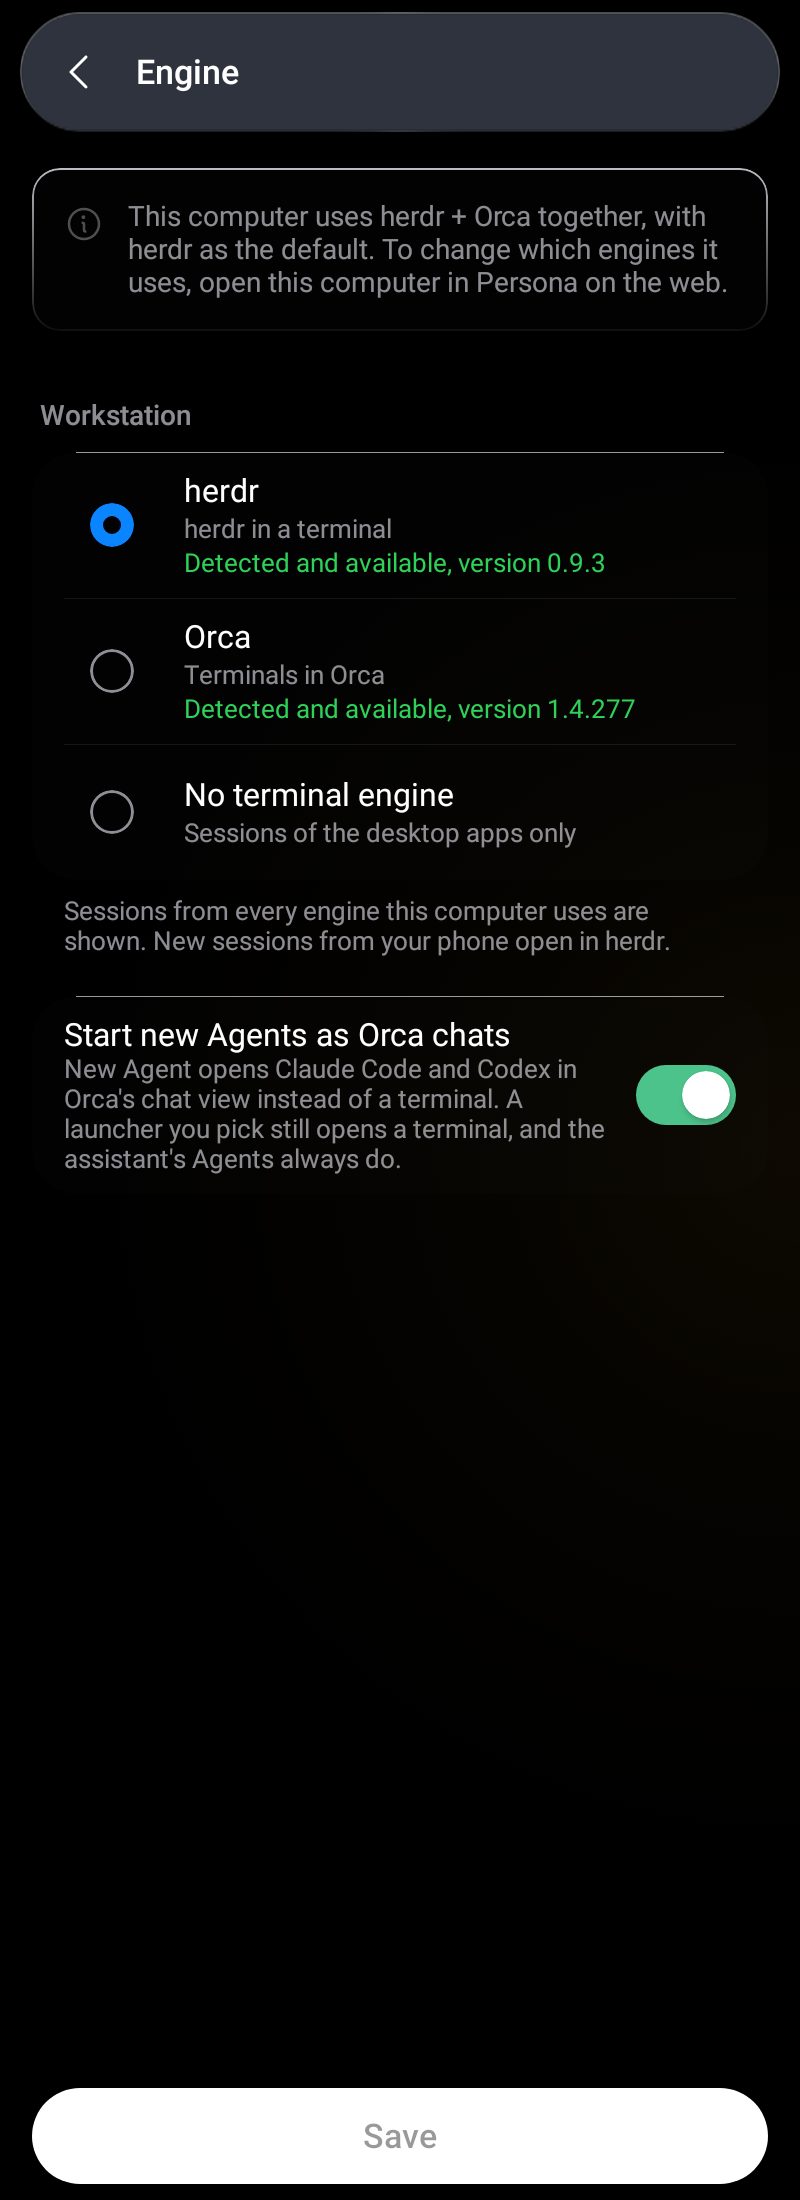 Engine
This computer uses herdr + Orca together, with
herdr as the default. To change which engines it
uses, open this computer in Persona on the web.
Workstation
herdr
herdr in a terminal
Detected and available, version 0.9.3
Orca
Terminals in Orca
Detected and available, version 1.4.277
No terminal engine
Sessions of the desktop apps only
Sessions from every engine this computer uses are
shown. New sessions from your phone open in herdr.
Start new Agents as Orca chats
New Agent opens Claude Code and Codex in
Orca's chat view instead of a terminal. A
launcher you pick still opens a terminal, and the
assistant's Agents always do.
Save